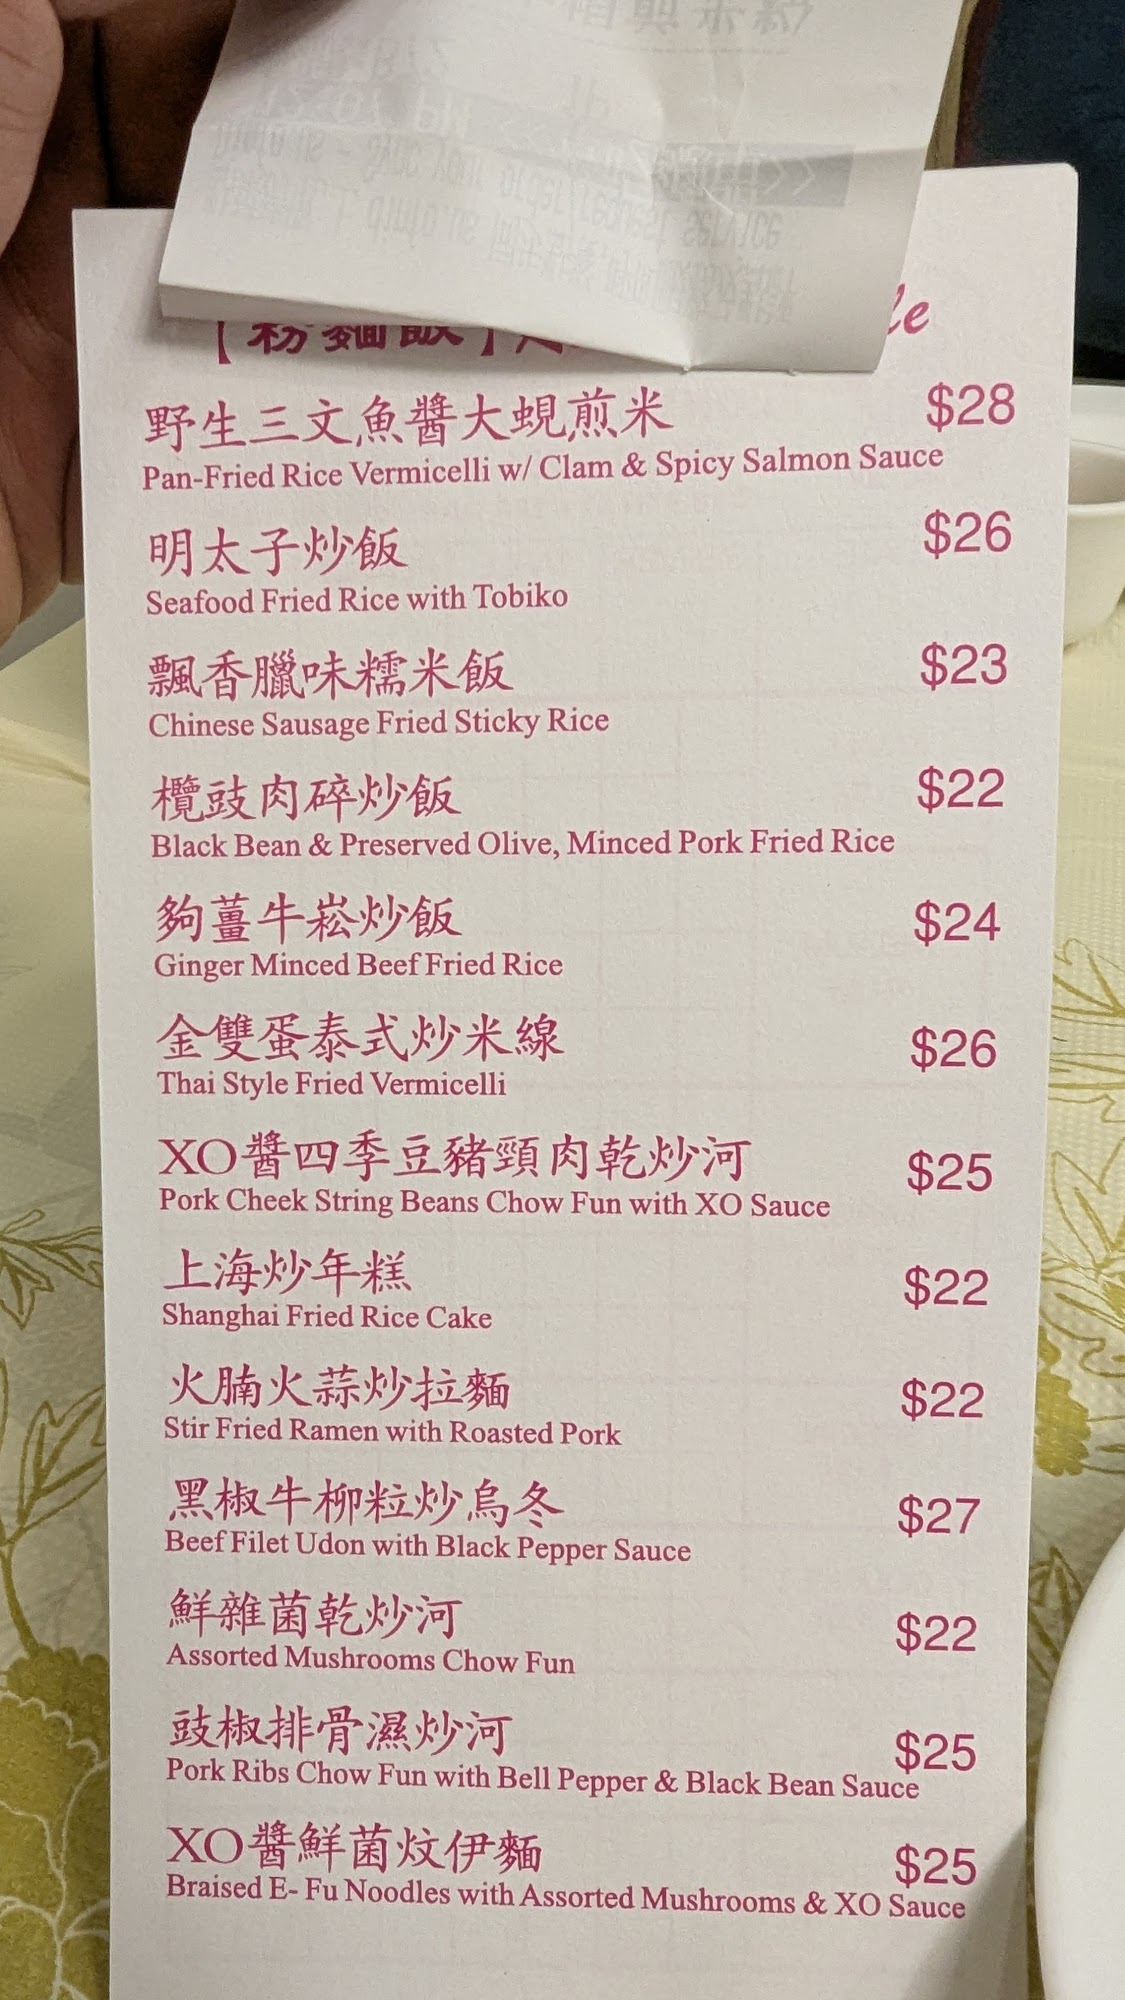 【粉麵飯】
le
野生三文魚醬大蜆煎米 $28
Pan-Fried Rice Vermicelli w/ Clam & Spicy Salmon Sauce
明太子炒飯 $26
Seafood Fried Rice with Tobiko
飄香臘味糯米飯 $23
Chinese Sausage Fried Sticky Rice
欖豉肉碎炒飯 $22
Black Bean & Preserved Olive, Minced Pork Fried Rice
夠薑牛崧炒飯 $24
Ginger Minced Beef Fried Rice
金雙蛋泰式炒米線 $26
Thai Style Fried Vermicelli
XO醬四季豆豬頸肉乾炒河 $25
Pork Cheek String Beans Chow Fun with XO Sauce
上海炒年糕 $22
Shanghai Fried Rice Cake
火腩火蒜炒拉麵 $22
Stir Fried Ramen with Roasted Pork
黑椒牛柳粒炒烏冬 $27
Beef Filet Udon with Black Pepper Sauce
鮮雜菌乾炒河 $22
Assorted Mushrooms Chow Fun
豉椒排骨濕炒河 $25
Pork Ribs Chow Fun with Bell Pepper & Black Bean Sauce
XO醬鮮菌炆伊麵 $25
Braised E- Fu Noodles with Assorted Mushrooms & XO Sauce